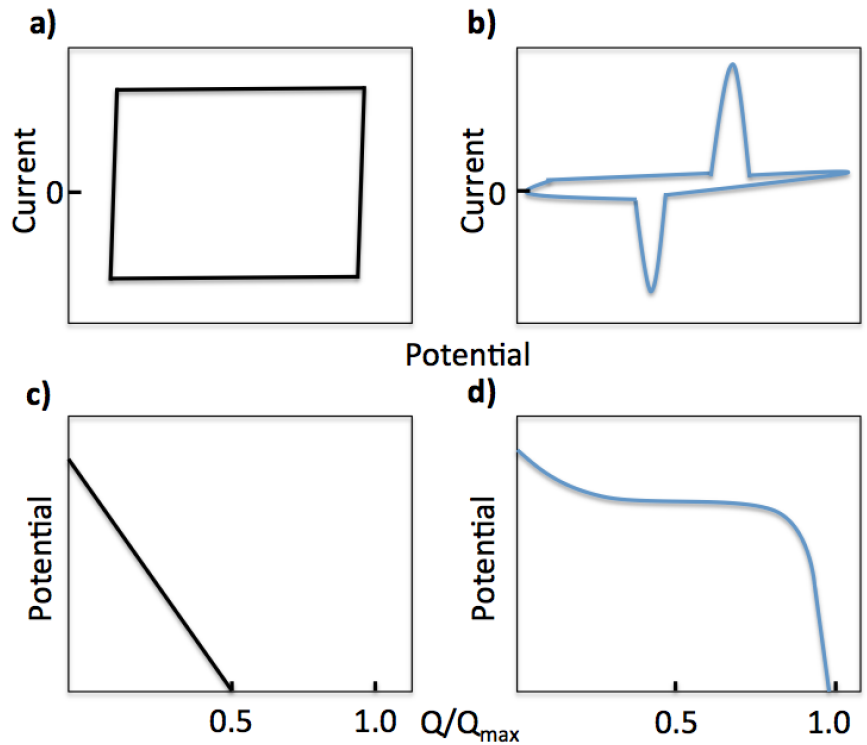 a)
b)
Current
0
Current
0
Potential
c)
d)
Potential
Potential
0.5
1.0
Q/Qmax
0.5
1.0